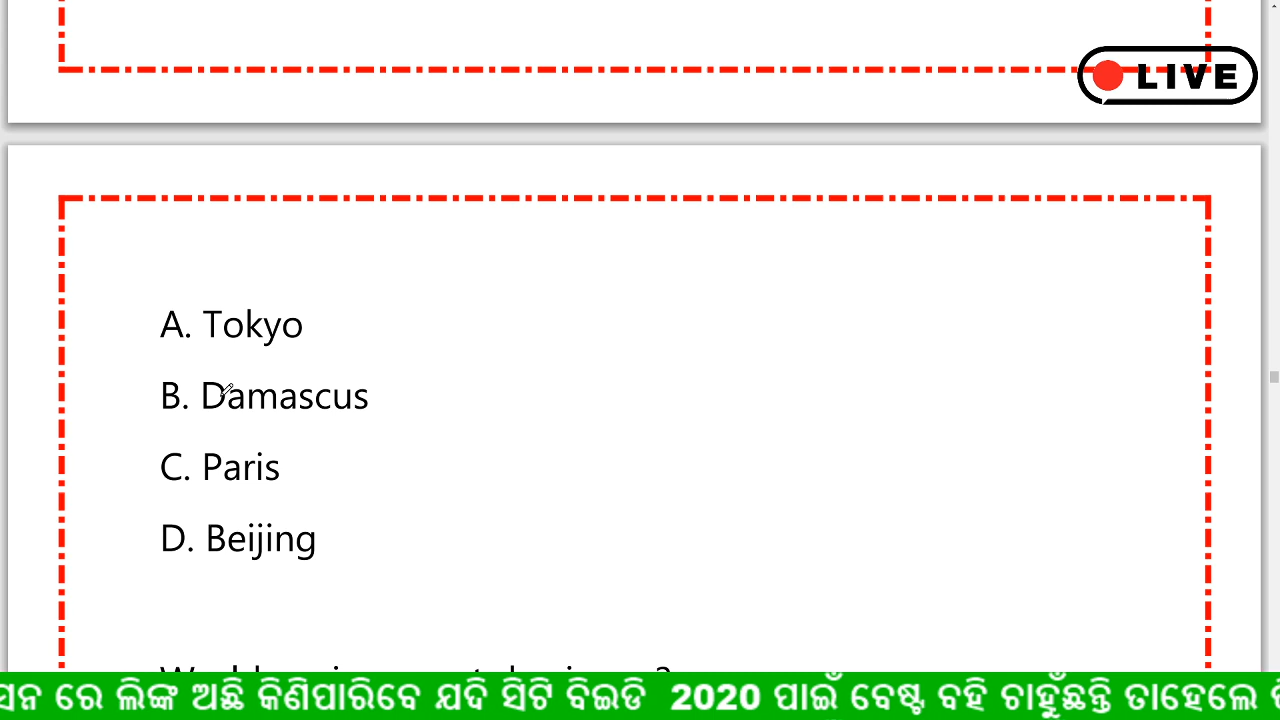 LIVE
A. Tokyo
B. Damascus
C. Paris
D. Beijing
ରେ ଲିଙ୍କ ଅଛି କିଣିପାରିବେ ଯଦି ସିଟି ବିଇଡି 2020 ପାଇଁ ବେଷ୍ଟ ବହି ଚାହୁଁଛନ୍ତି ତାହେଲେ